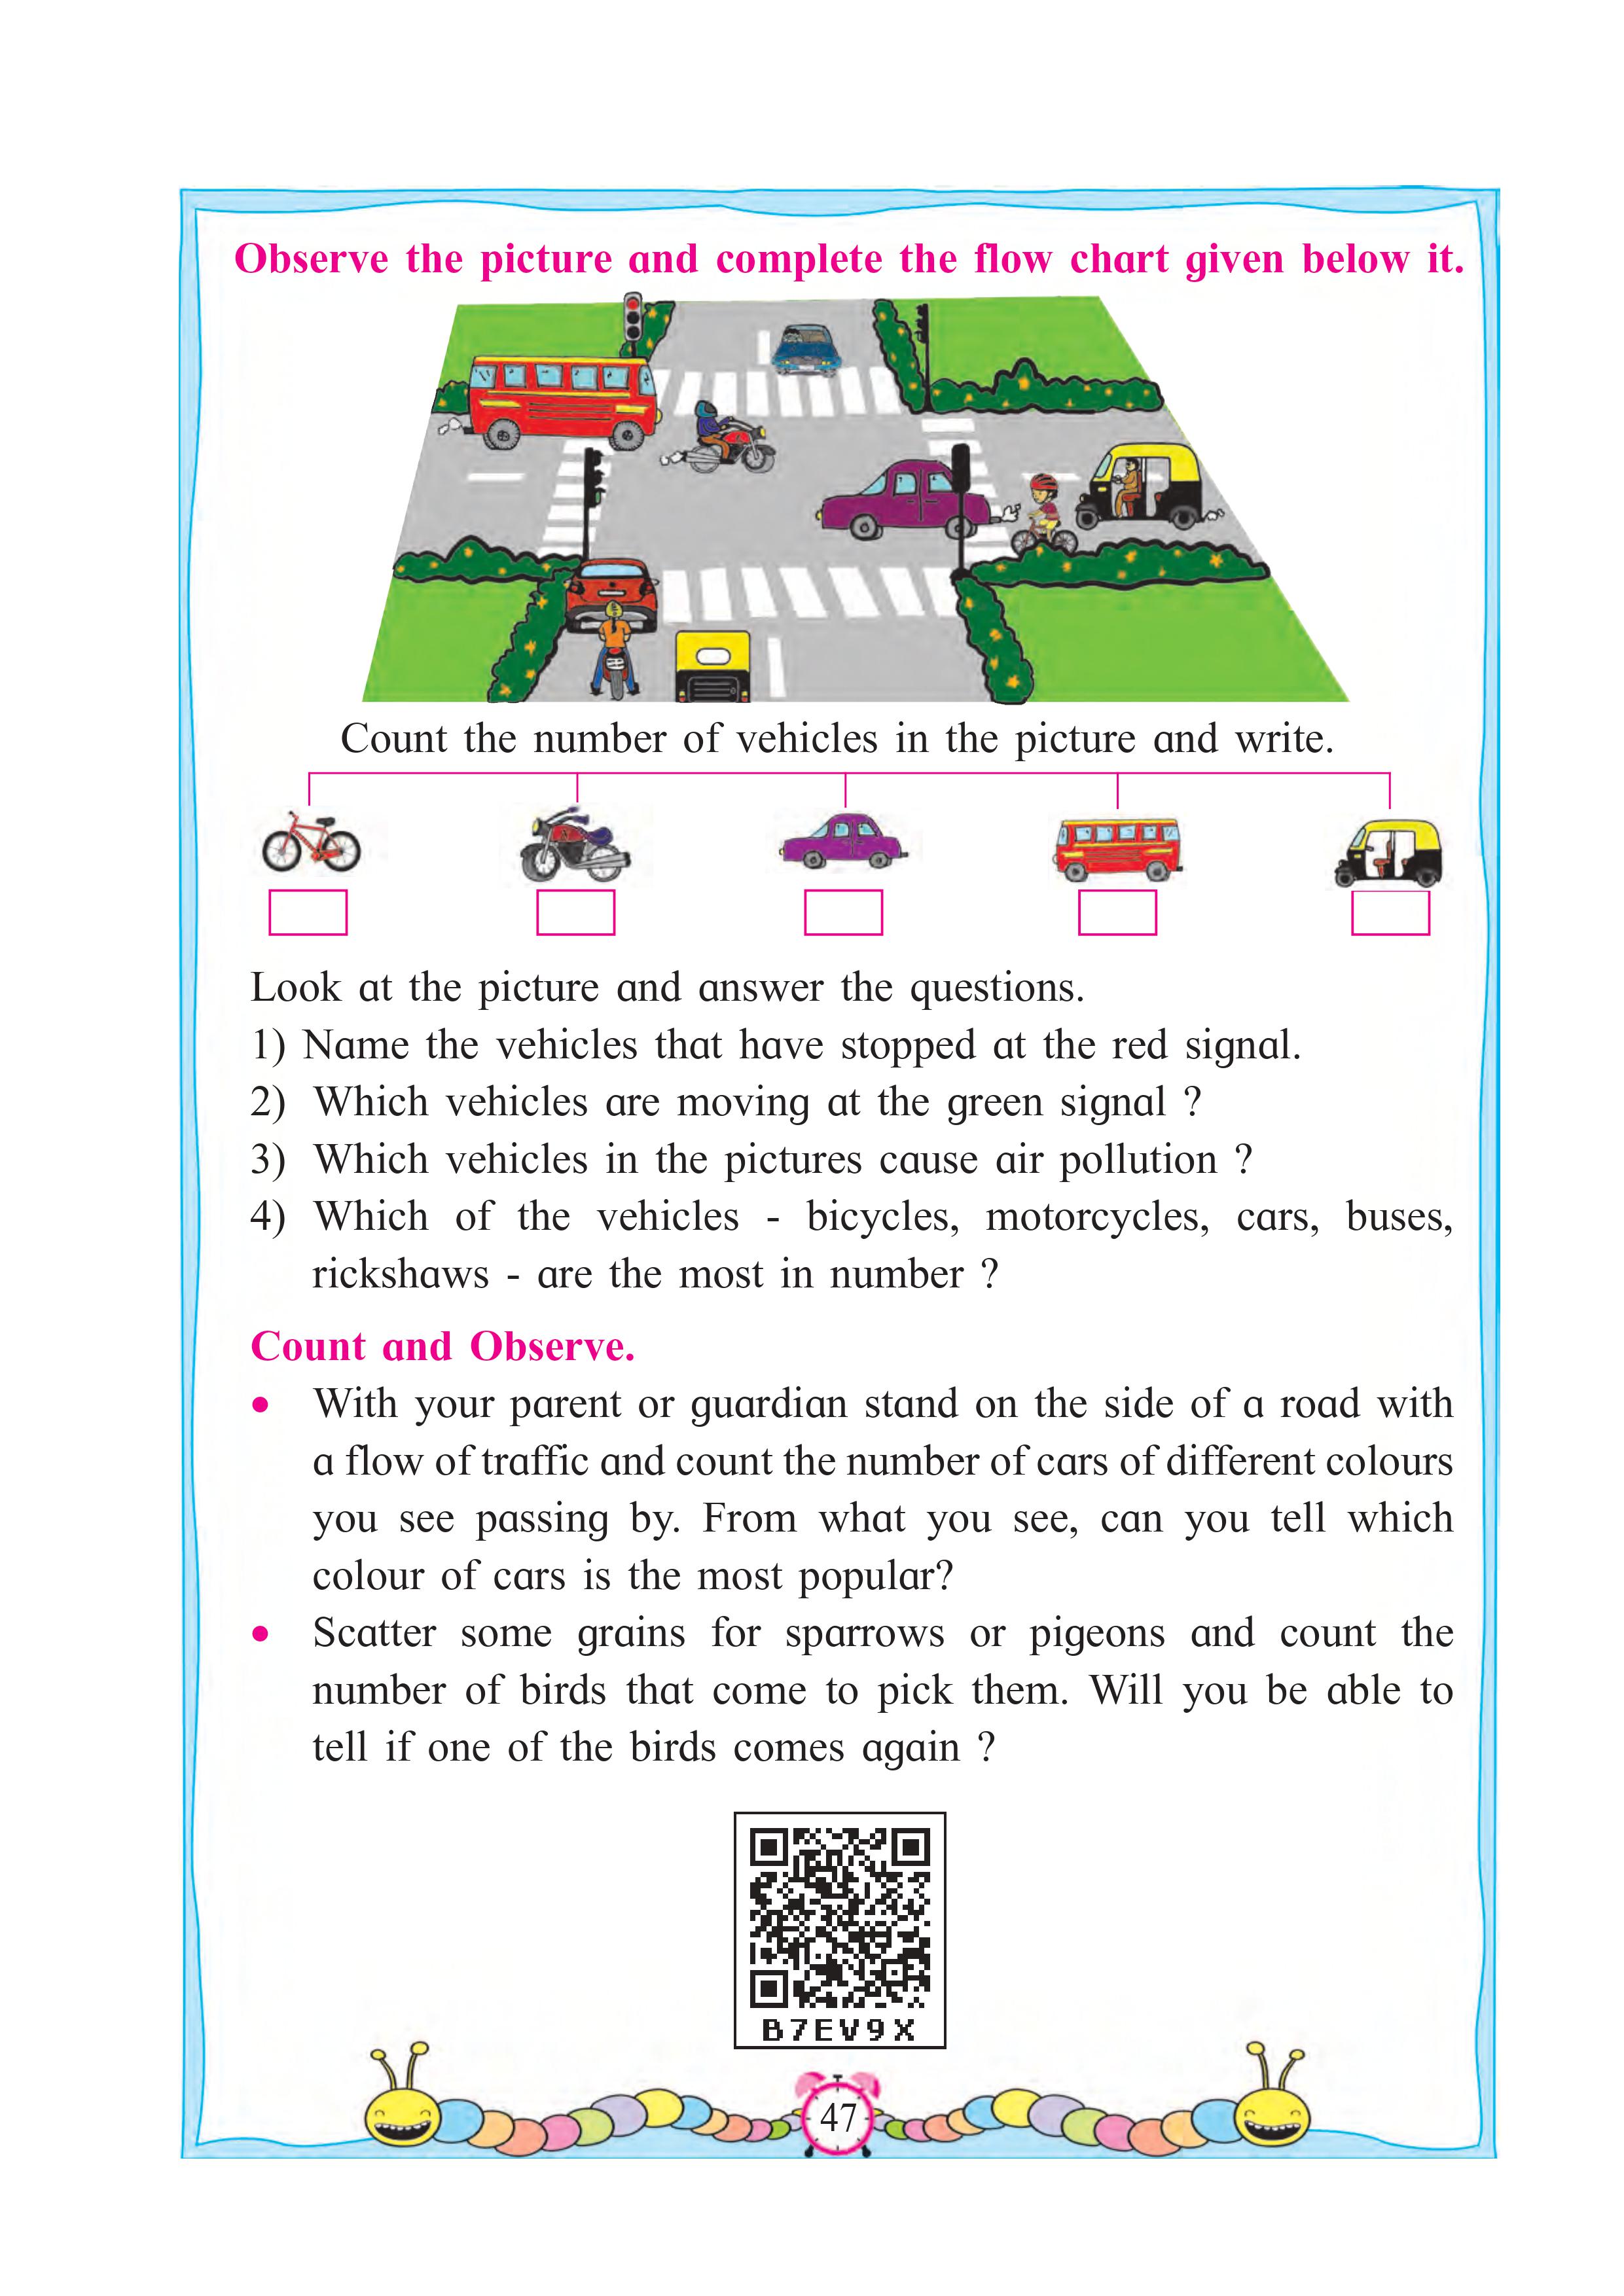 Observe the picture and complete the flow chart given below it.
Count the number of vehicles in the picture and write.
Look at the picture and answer the questions.
1) Name the vehicles that have stopped at the red signal.
2) Which vehicles are moving at the green signal ?
3) Which vehicles in the pictures cause air pollution ?
4) Which of the vehicles - bicycles, motorcycles, cars, buses,
rickshaws - are the most in number ?
Count and Observe.
• With your parent or guardian stand on the side of a road with
a flow of traffic and count the number of cars of different colours
you see passing by. From what you see, can you tell which
colour of cars is the most popular?
• Scatter some grains for sparrows or pigeons and count the
number of birds that come to pick them. Will you be able to
tell if one of the birds comes again ?
B7EV9X
47